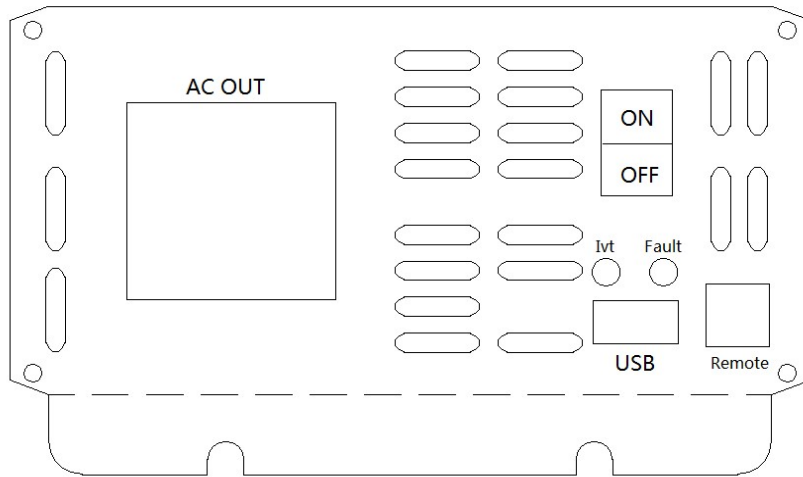 AC OUT
ON
OFF
Ivt Fault
USB
Remote